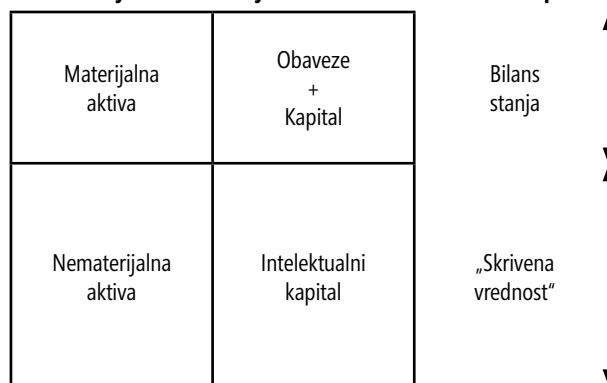 Materijalna
aktiva
Obaveze
+
Kapital
Bilans
stanja
Nematerijalna
aktiva
Intelektualni
kapital
„Skrivena
vrednost“